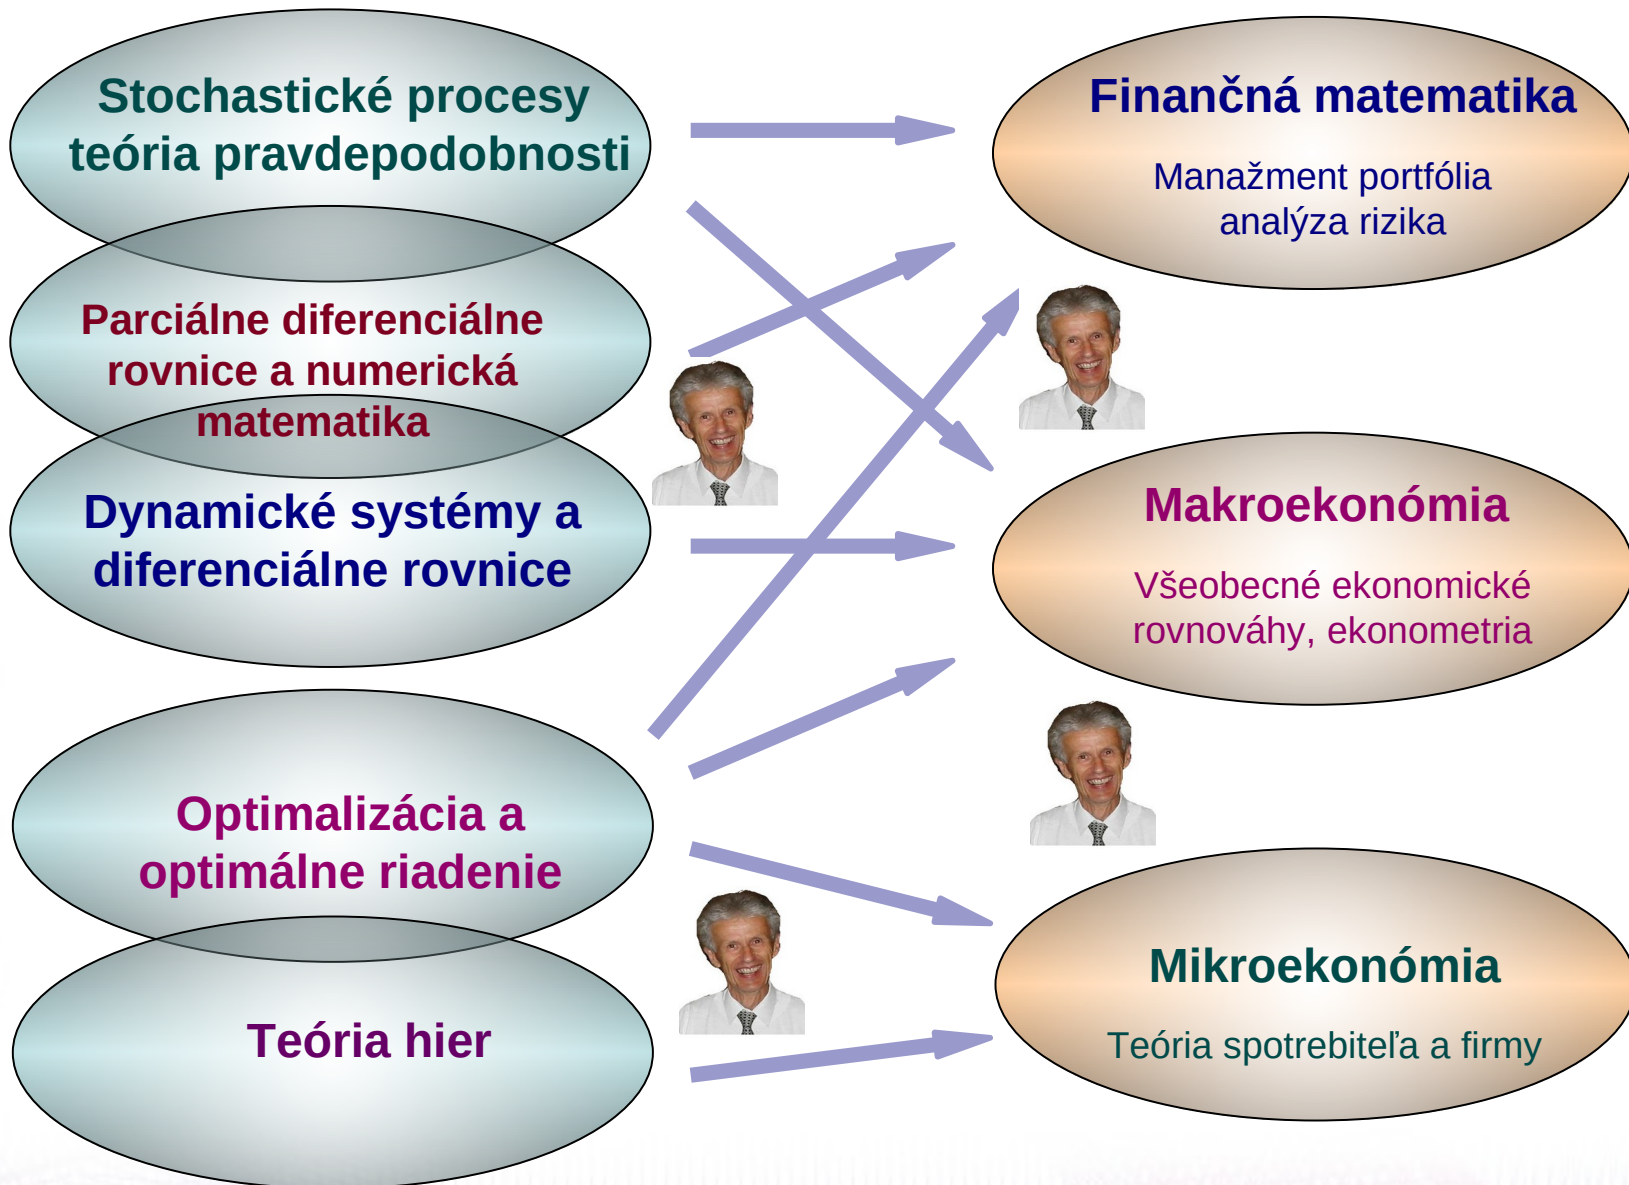 Stochastické procesy
teória pravdepodobnosti
Parciálne diferenciálne
rovnice a numerická
matematika
Dynamické systémy a
diferenciálne rovnice
Optimalizácia a
optimálne riadenie
Teória hier
Finančná matematika
Manažment portfólia
analýza rizika
Makroekonómia
Všeobecné ekonomické
rovnováhy, ekonometria
Mikroekonómia
Teória spotrebiteľa a firmy